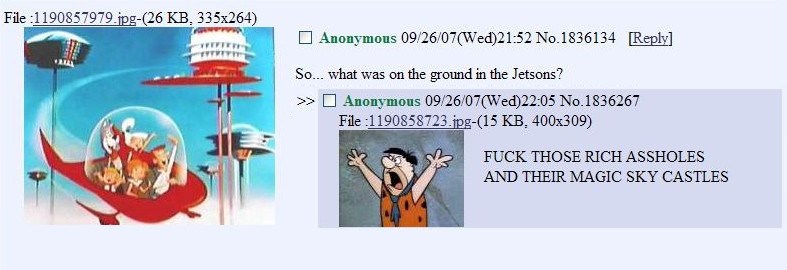 File :1190857979.jpg-(26 KB, 335x264)
Anonymous 09/26/07(Wed)21:52 No.1836134 [Reply]
So... what was on the ground in the Jetsons?
>> Anonymous 09/26/07(Wed)22:05 No.1836267
File :1190858723.jpg-(15 KB, 400x309)
FUCK THOSE RICH ASSHOLES
AND THEIR MAGIC SKY CASTLES